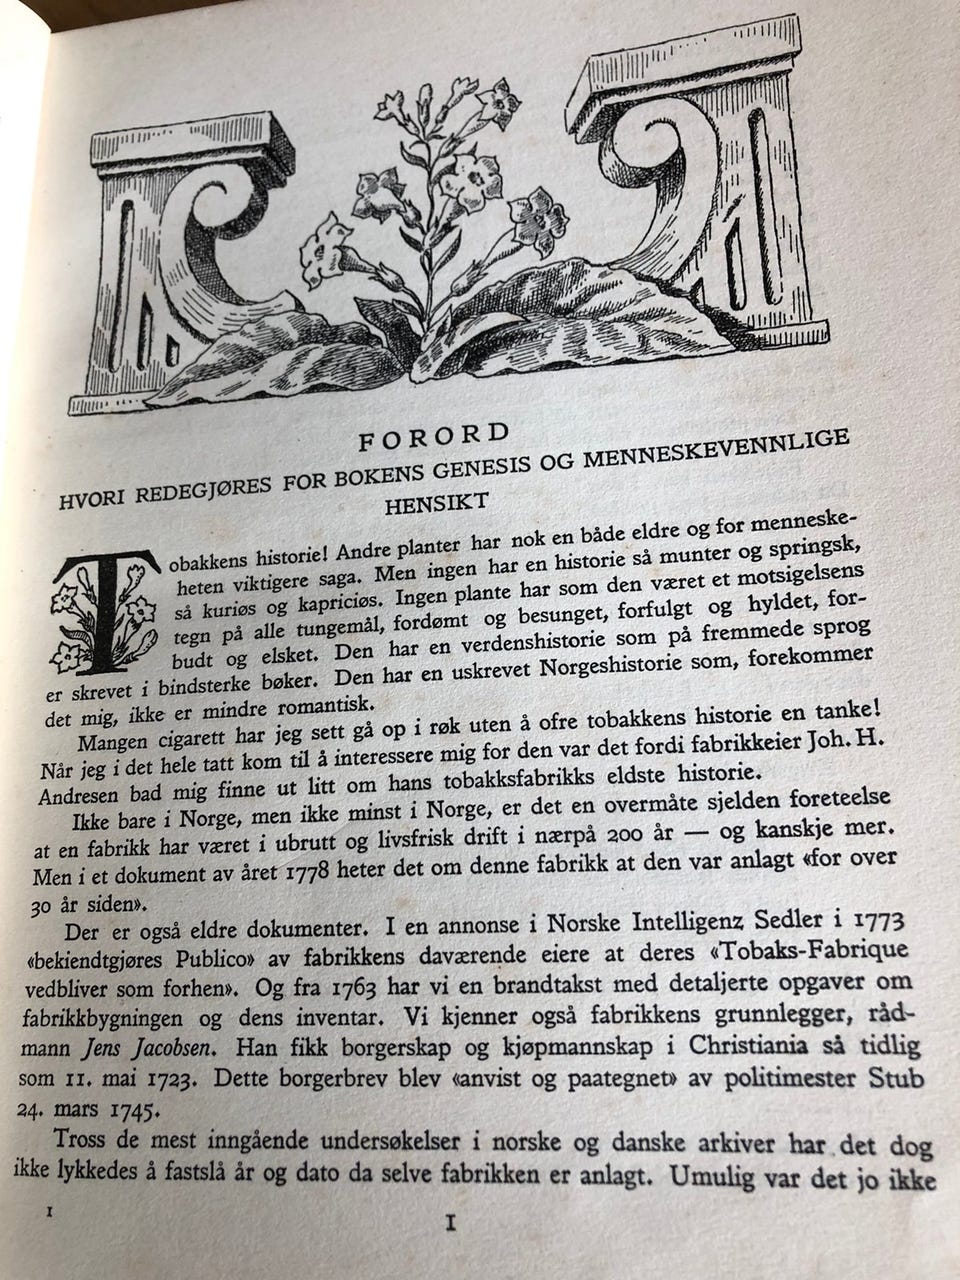 FORORD
HVORI REDEGJØRES FOR BOKENS GENESIS OG MENNESKEVENNLIGE
HENSIKT
Tobakkens historie! Andre planter har nok en både eldre og for menneske-
heten viktigere saga. Men ingen har en historie så munter og springsk,
så kuriøs og kapriciøs. Ingen plante har som den været et motsigelsens
tegn på alle tungemål, fordømt og besunget, forfulgt og hyldet, for-
budt og elsket. Den har en verdenshistorie som på fremmede sprog
er skrevet i bindsterke bøker. Den har en uskrevet Norgeshistorie som, forekommer
det mig, ikke er mindre romantisk.
Mangen cigarett har jeg sett gå op i røk uten å ofre tobakkens historie en tanke!
Når jeg i det hele tatt kom til å interessere mig for den var det fordi fabrikkeier Joh. H.
Andresen bad mig finne ut litt om hans tobakksfabrikks eldste historie.
Ikke bare i Norge, men ikke minst i Norge, er det en overmåte sjelden foreteelse
at en fabrikk har været i ubrutt og livsfrisk drift i nærpå 200 år — og kanskje mer.
Men i et dokument av året 1778 heter det om denne fabrikk at den var anlagt «for over
30 år siden».
Der er også eldre dokumenter. I en annonse i Norske Intelligenz Sedler i 1773
«bekiendtgjøres Publico» av fabrikkens daværende eiere at deres «Tobaks-Fabrique
vedbliver som forhen». Og fra 1763 har vi en brandtakst med detaljerte opgaver om
fabrikkbygningen og dens inventar. Vi kjenner også fabrikkens grunnlegger, råd-
mann Jens Jacobsen. Han fikk borgerskap og kjøpmannskap i Christiania så tidlig
som 11. mai 1723. Dette borgerbrev blev «anvist og paategnet» av politimester Stub
24. mars 1745.
Tross de mest inngående undersøkelser i norske og danske arkiver har det dog
ikke lykkedes å fastslå år og dato da selve fabrikken er anlagt. Umulig var det jo ikke
1
1